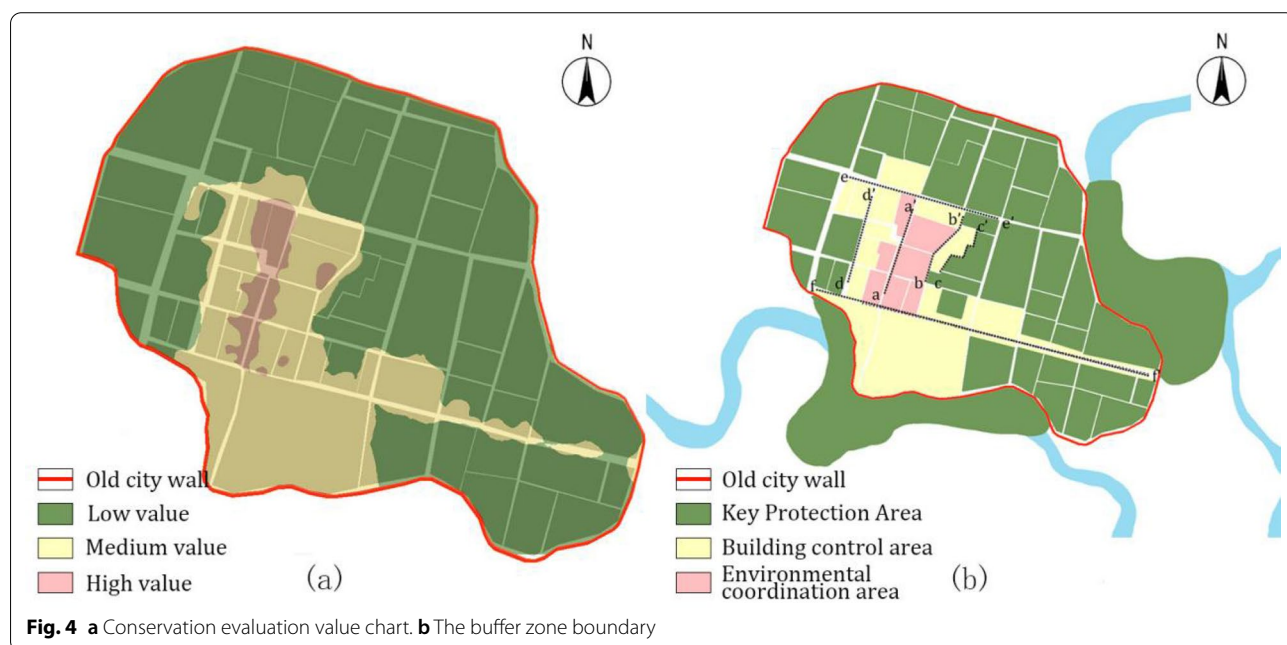 N
Old city wall
Low value
Medium value
High value
(a)
N
e
d'
a'
b'
c'
e'
f
d
a
b
c
f'
Old city wall
Key Protection Area
Building control area
Environmental
coordination area
(b)
Fig. 4 a Conservation evaluation value chart. b The buffer zone boundary